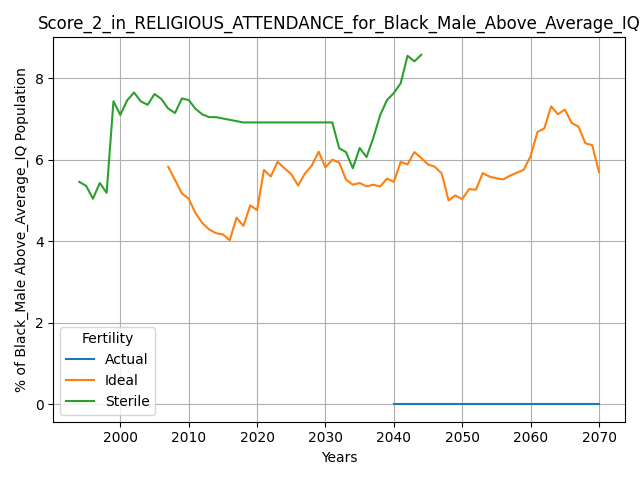 Score_2_in_RELIGIOUS_ATTENDANCE_for_Black_Male_Above_Average_IQ
% of Black_Male Above_Average_IQ Population
8
6
4
2
0
Fertility
Actual
Ideal
Sterile
2000 2010 2020 2030 2040 2050 2060 2070
Years